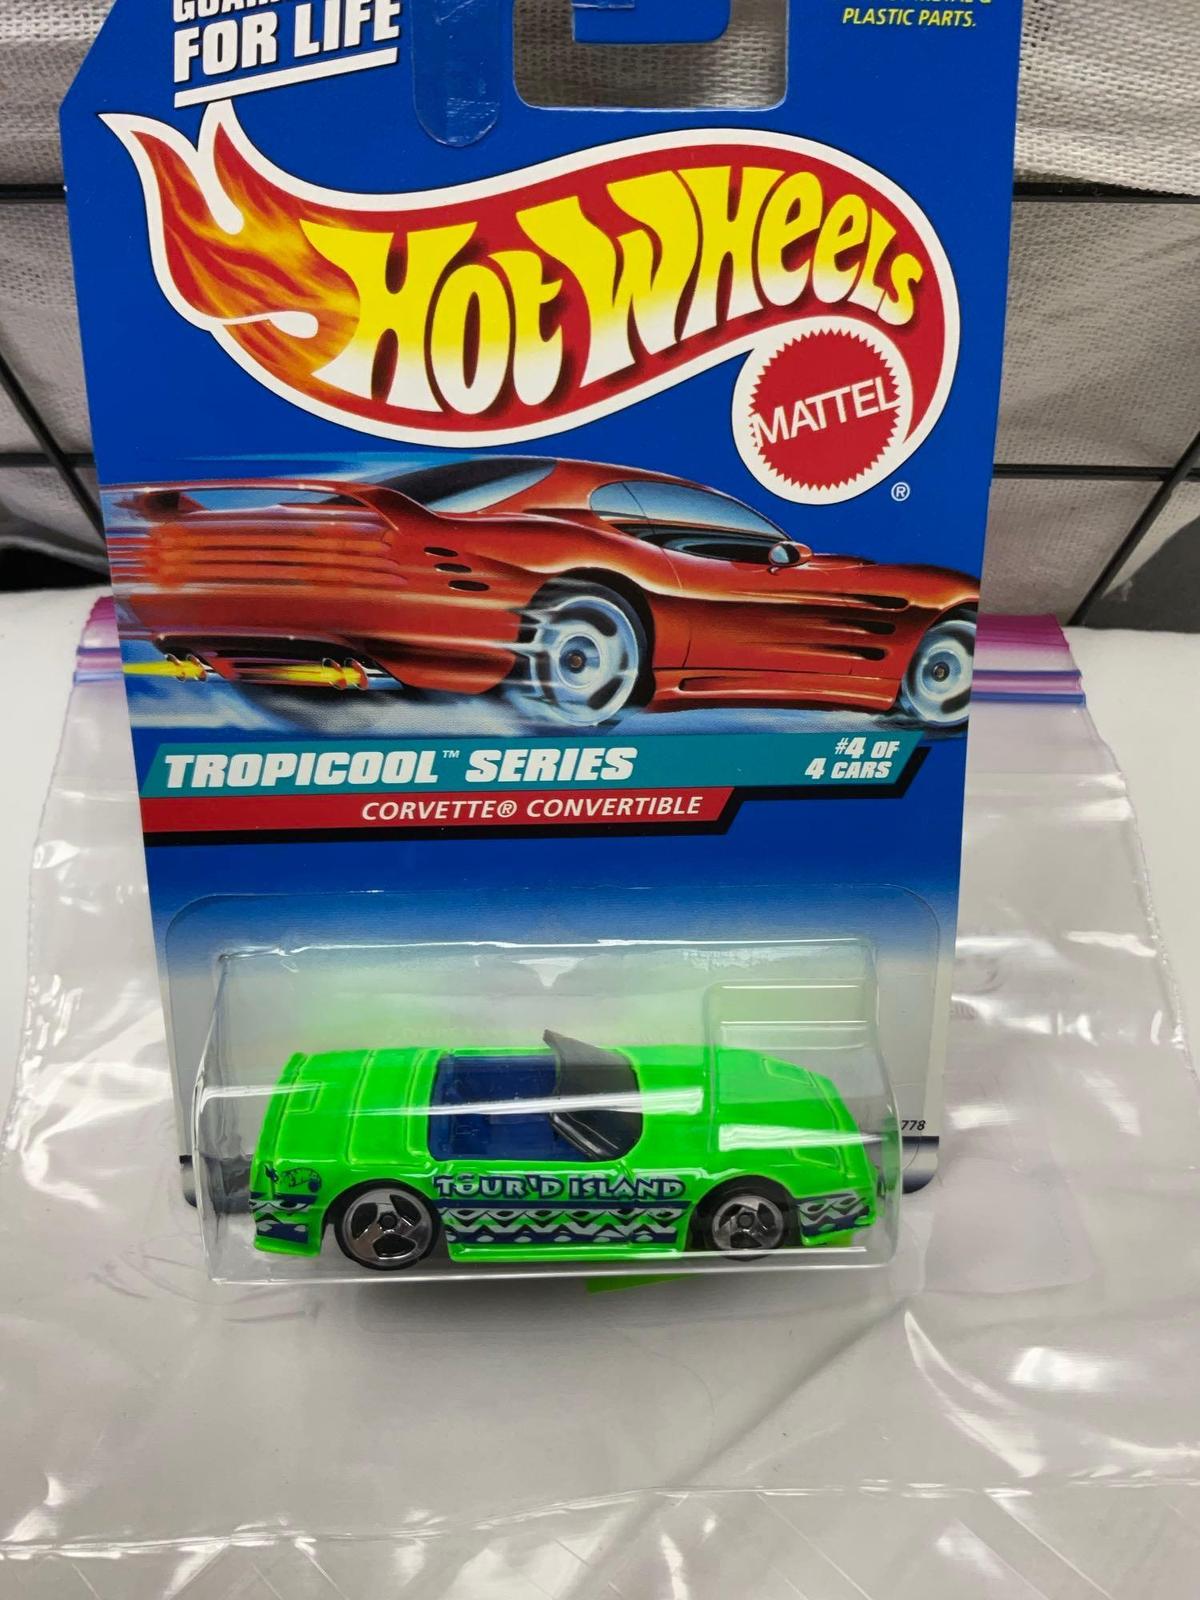 FOR LIFE
PLASTIC PARTS.
HOT WHEELS
MATTEL
®
TROPICOOL™ SERIES
#4 OF
4 CARS
CORVETTE® CONVERTIBLE
778
TOUR'D ISLAND